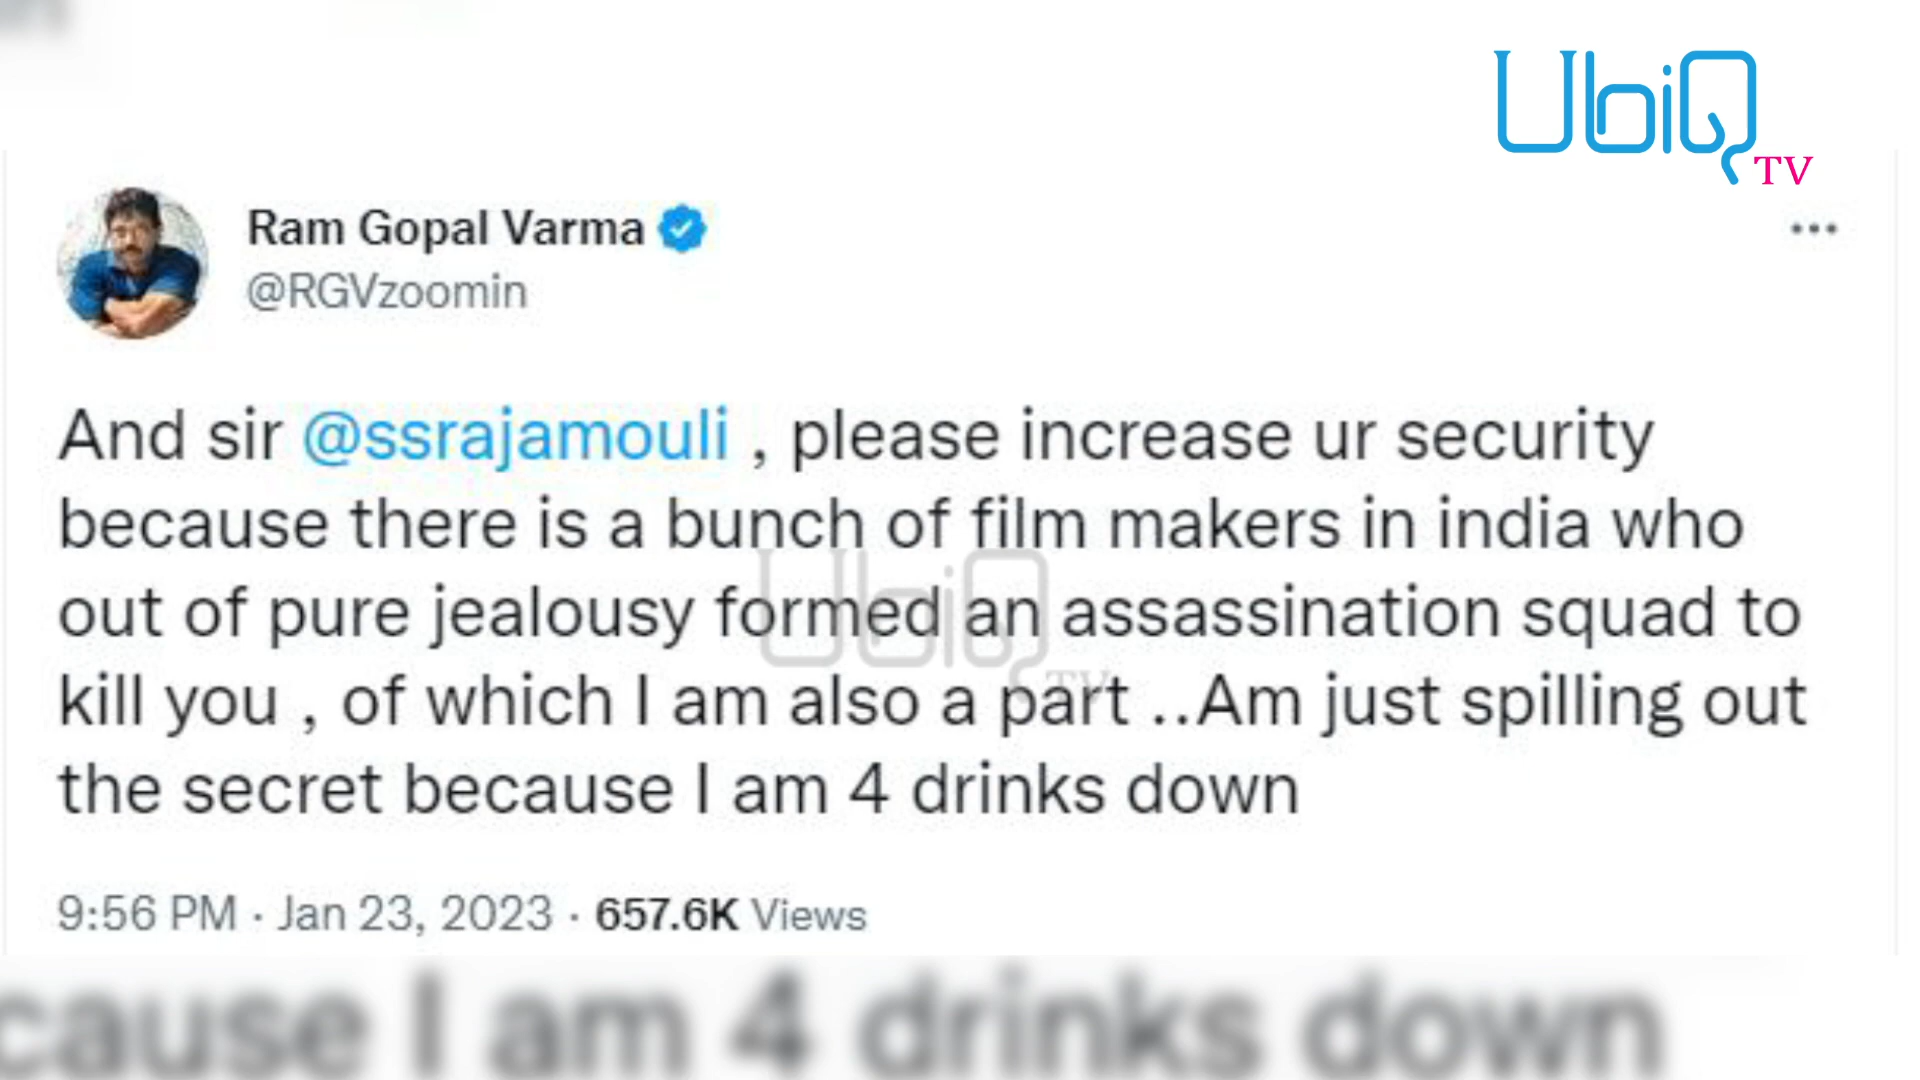 UbiQ
TV
Ram Gopal Varma
@RGVzoomin
And sir @ssrajamouli , please increase ur security
because there is a bunch of film makers in india who
out of pure jealousy formed an assassination squad to
kill you , of which I am also a part ..Am just spilling out
the secret because I am 4 drinks down
UbiQ
TV
9:56 PM · Jan 23, 2023 · 657.6K Views
cause I am 4 drinks down